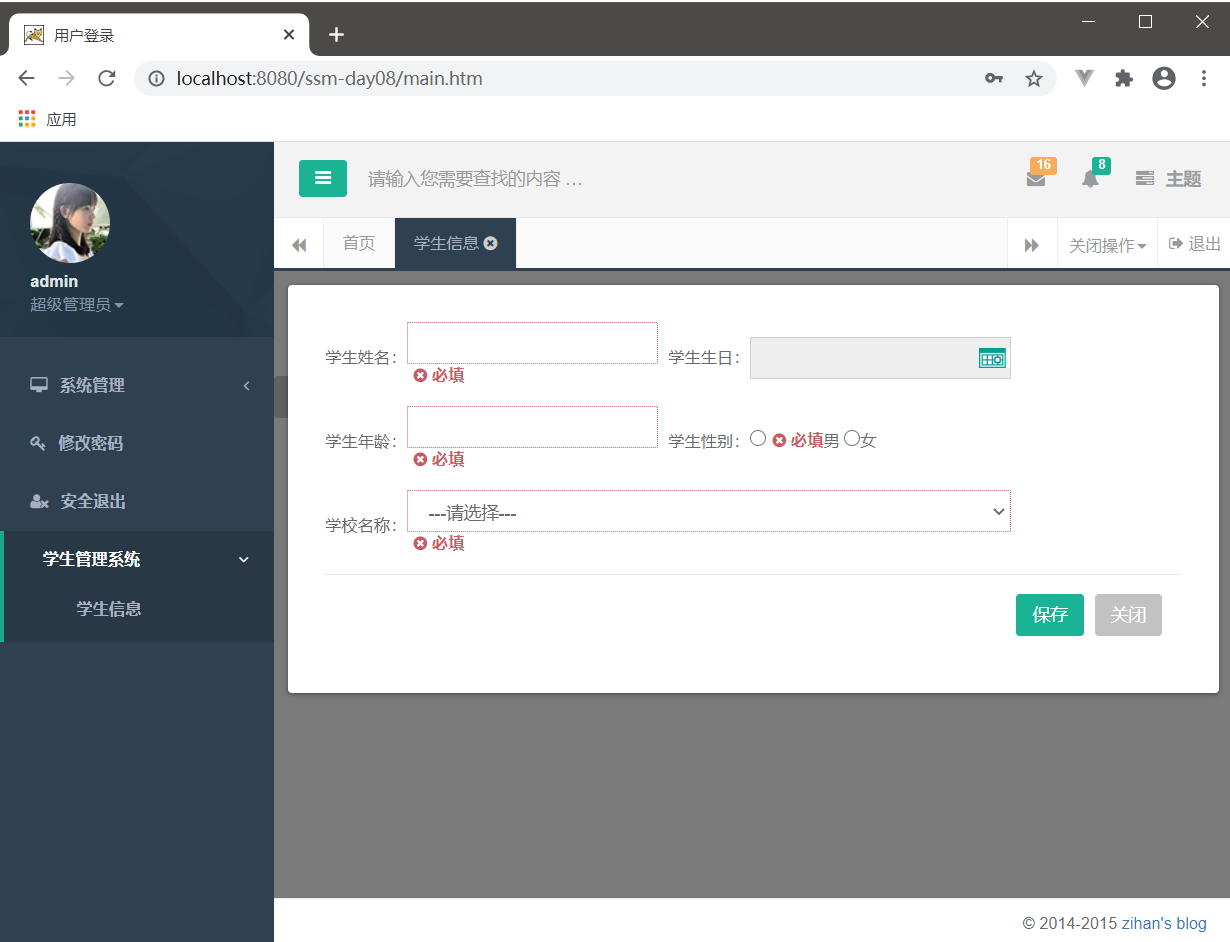 用户登录
localhost:8080/ssm-day08/main.htm
应用
请输入您需要查找的内容 …
16
8
主题
首页
学生信息
关闭操作
退出
admin
超级管理员
系统管理
修改密码
安全退出
学生管理系统
学生信息
学生姓名：
必填
学生生日：
学生年龄：
必填
学生性别： 必填男 女
学校名称： ---请选择---
必填
保存 关闭
© 2014-2015 zihan's blog